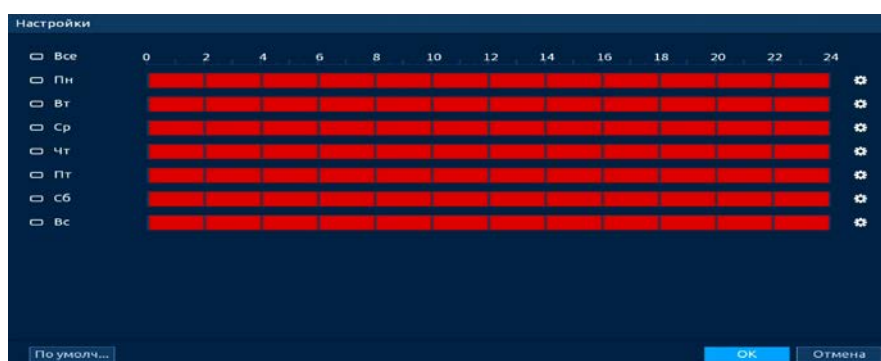 Настройки
Все 0 2 4 6 8 10 12 14 16 18 20 22 24
Пн
Вт
Ср
Чт
Пт
Сб
Вс
По умолч... ОК Отмена